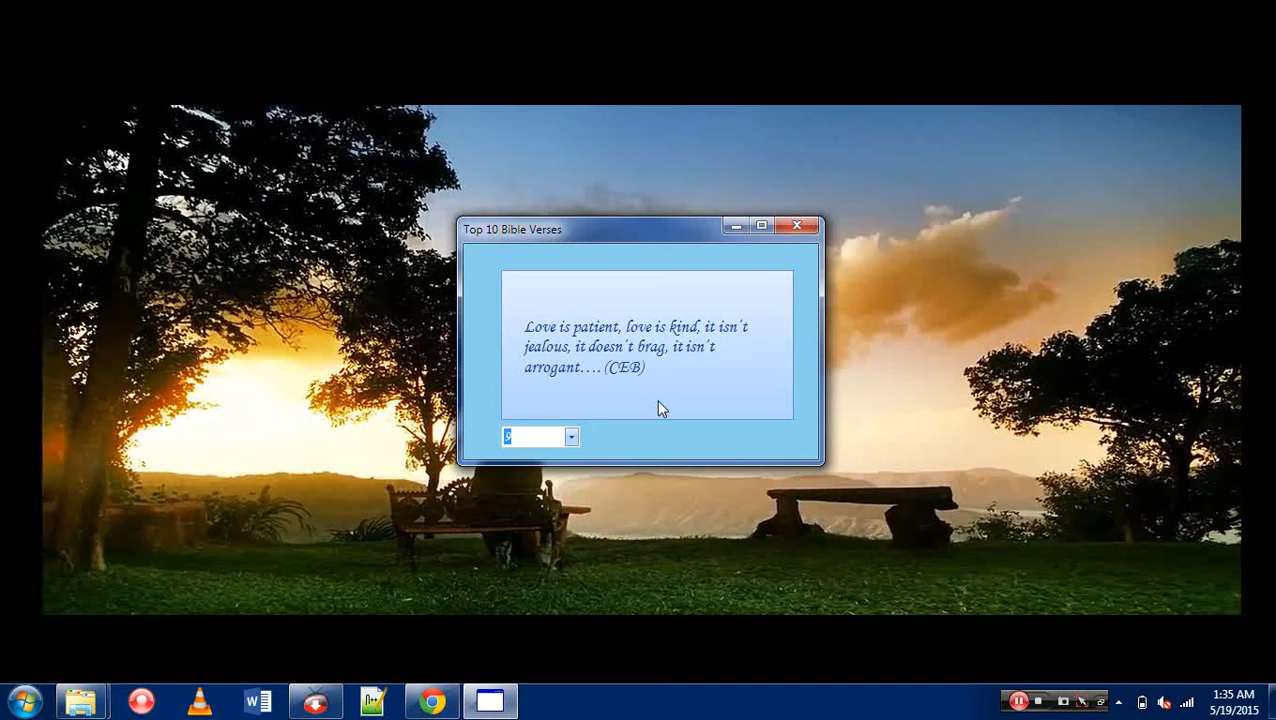 Top 10 Bible Verses
Love is patient, love is kind, it isn't
jealous, it doesn't brag, it isn't
arrogant.... (CEB)
9
1:35 AM
5/19/2015